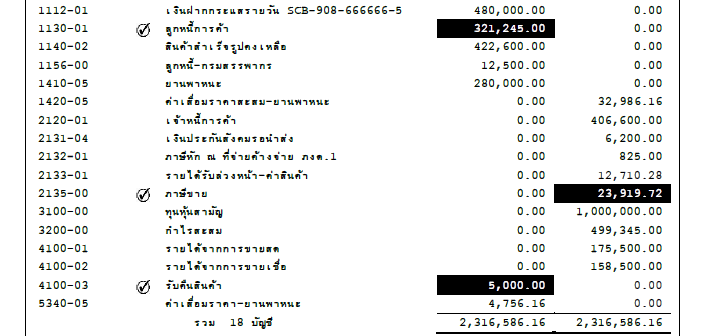 1112-01 เงินฝากกระแสรายวัน SCB-908-666666-5 480,000.00 0.00
1130-01 ลูกหนี้การค้า 321,245.00 0.00
1140-02 สินค้าสำเร็จรูปคงเหลือ 422,600.00 0.00
1156-00 ลูกหนี้-กรมสรรพากร 12,500.00 0.00
1410-05 ยานพาหนะ 280,000.00 0.00
1420-05 ค่าเสื่อมราคาสะสม-ยานพาหนะ 0.00 32,986.16
2120-01 เจ้าหนี้การค้า 0.00 406,600.00
2131-04 เงินประกันสังคมรอนำส่ง 0.00 6,200.00
2132-01 ภาษีหัก ณ ที่จ่ายค้างจ่าย ภงด.1 0.00 825.00
2133-01 รายได้รับล่วงหน้า-ค่าสินค้า 0.00 12,710.28
2135-00 ภาษีขาย 0.00 23,919.72
3100-00 ทุนหุ้นสามัญ 0.00 1,000,000.00
3200-00 กำไรสะสม 0.00 499,345.00
4100-01 รายได้จากการขายสด 0.00 175,500.00
4100-02 รายได้จากการขายเชื่อ 0.00 158,500.00
4100-03 รับคืนสินค้า 5,000.00 0.00
5340-05 ค่าเสื่อมราคา-ยานพาหนะ 4,756.16 0.00
รวม 18 บัญชี 2,316,586.16 2,316,586.16